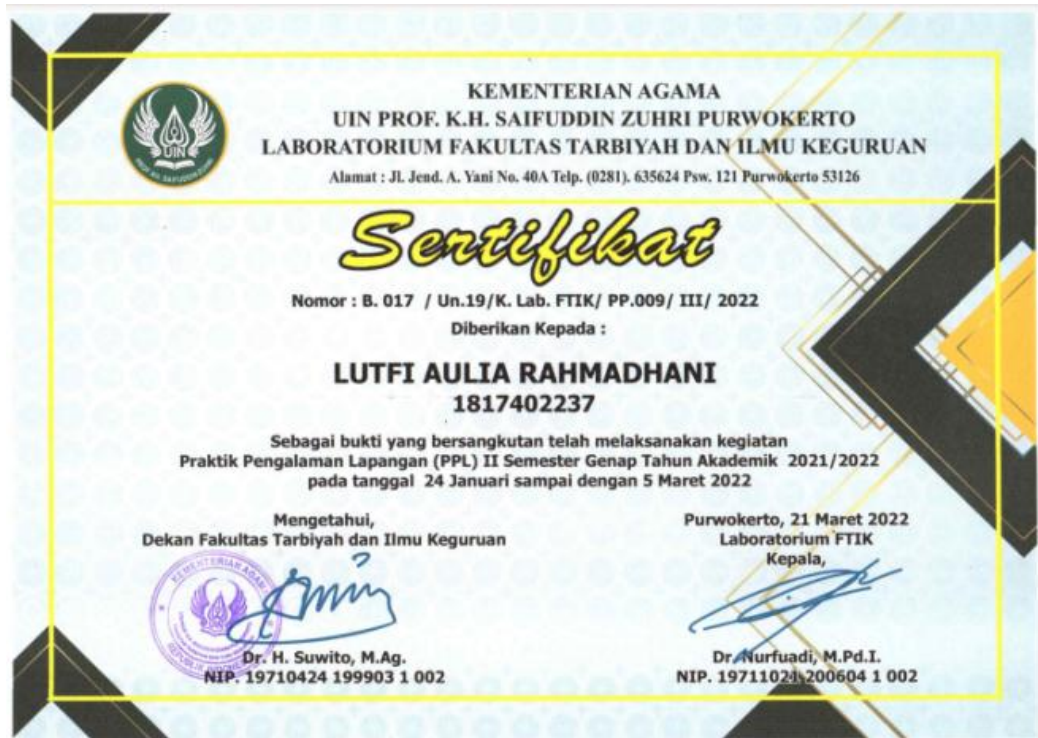 KEMENTERIAN AGAMA
UIN PROF. K.H. SAIFUDDIN ZUHRI PURWOKERTO
LABORATORIUM FAKULTAS TARBIYAH DAN ILMU KEGURUAN
Alamat : Jl. Jend. A. Yani No. 40A Telp. (0281). 635624 Psw. 121 Purwokerto 53126
UIN
Sertifikat
Nomor : B. 017 / Un.19/K. Lab. FTIK/ PP.009/ III/ 2022
Diberikan Kepada :
LUTFI AULIA RAHMADHANI
1817402237
Sebagai bukti yang bersangkutan telah melaksanakan kegiatan
Praktik Pengalaman Lapangan (PPL) II Semester Genap Tahun Akademik 2021/2022
pada tanggal 24 Januari sampai dengan 5 Maret 2022
Mengetahui,
Dekan Fakultas Tarbiyah dan Ilmu Keguruan
KEMENTERIAN AGAMA
REPUBLIK INDONESIA
Dr. H. Suwito, M.Ag.
NIP. 19710424 199903 1 002
Purwokerto, 21 Maret 2022
Laboratorium FTIK
Kepala,
Dr. Nurfuadi, M.Pd.I.
NIP. 19711021 200604 1 002